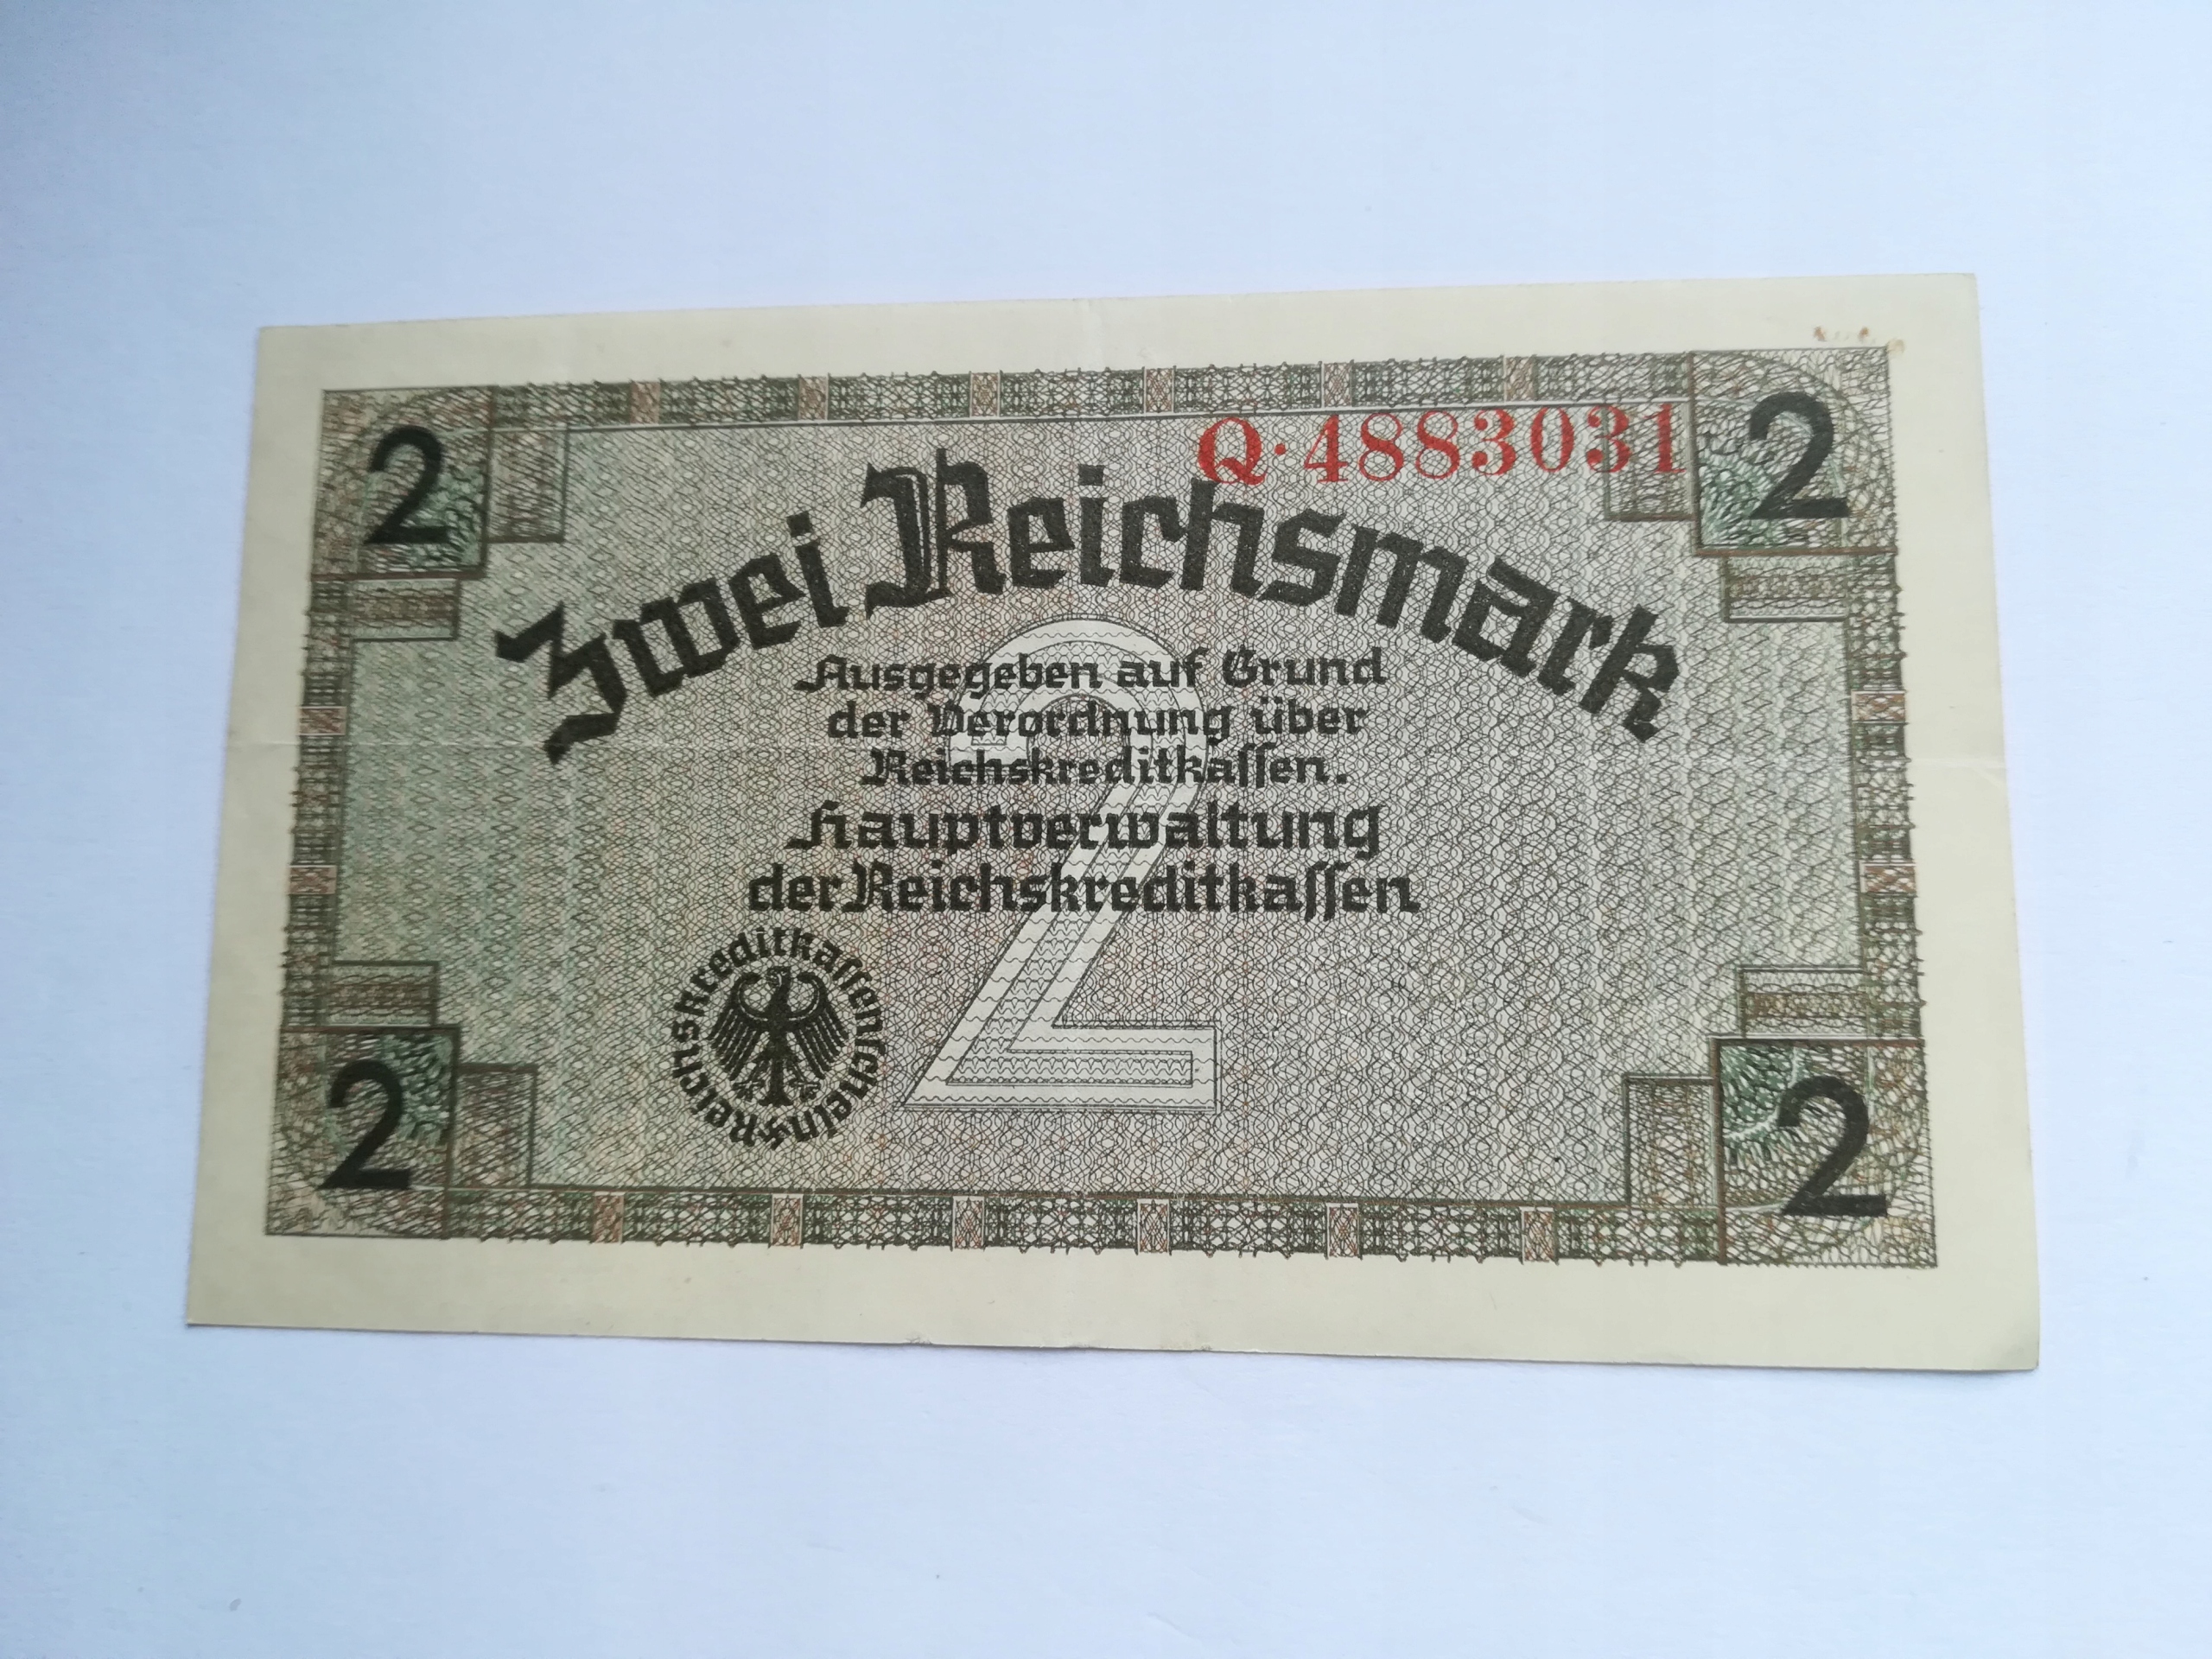 2
2
Q·4883031
Zwei Reichsmark
Ausgegeben auf Grund
der Verordnung über
Reichskreditkaſſen.
Hauptverwaltung
der Reichskreditkaſſen
Reichskreditkaſſenſchein
2
2
2